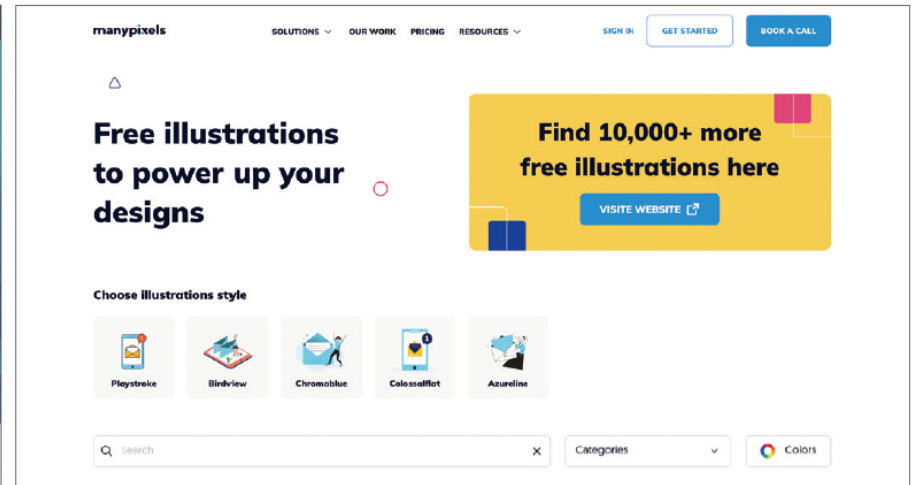 manypixels
SOLUTIONS
OUR WORK
PRICING
RESOURCES
SIGN IN
GET STARTED
BOOK A CALL
Free illustrations
to power up your
designs
Find 10,000+ more
free illustrations here
VISITE WEBSITE
Choose illustrations style
1
Playstroke
Birdview
Chromablue
1
Colossalflat
Azureline
Search
Categories
Colors